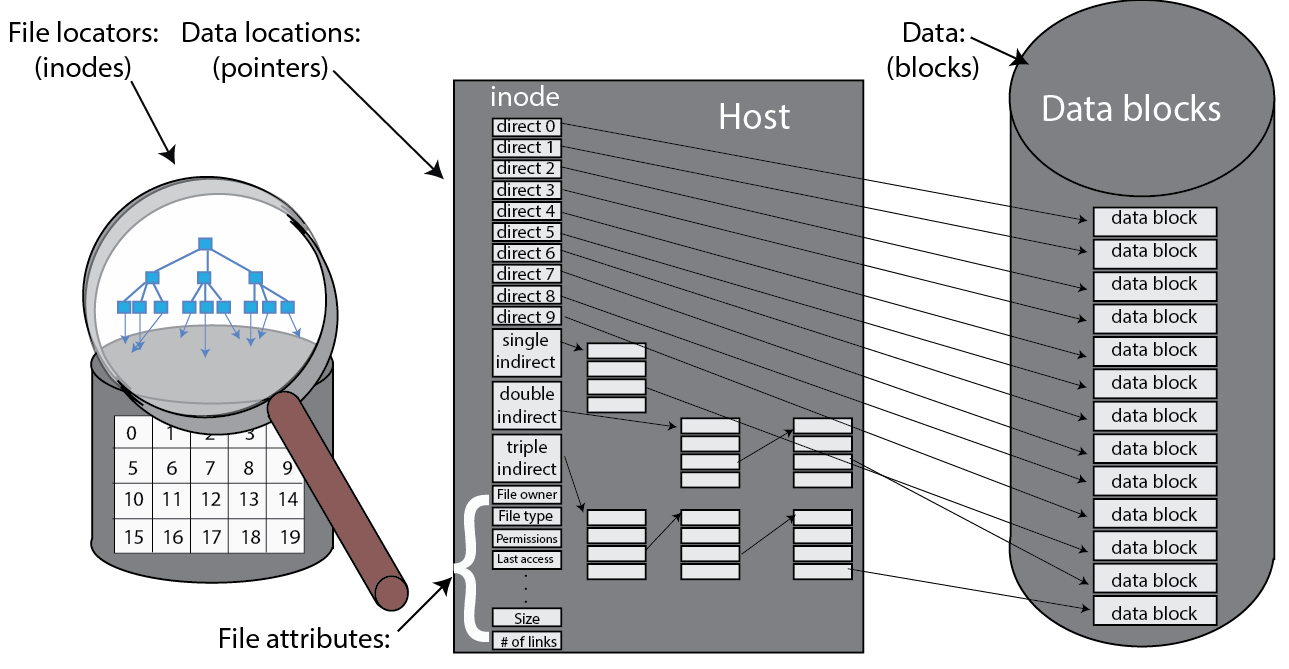 File locators:
(inodes)
Data locations:
(pointers)
Data:
(blocks)
inode
Host
Data blocks
direct 0
direct 1
direct 2
direct 3
direct 4
direct 5
direct 6
direct 7
direct 8
direct 9
single
indirect
double
indirect
triple
indirect
File owner
File type
Permissions
Last access
Size
# of links
data block
data block
data block
data block
data block
data block
data block
data block
data block
data block
data block
data block
data block
0 1 2 3
5 6 7 8 9
10 11 12 13 14
15 16 17 18 19
File attributes: